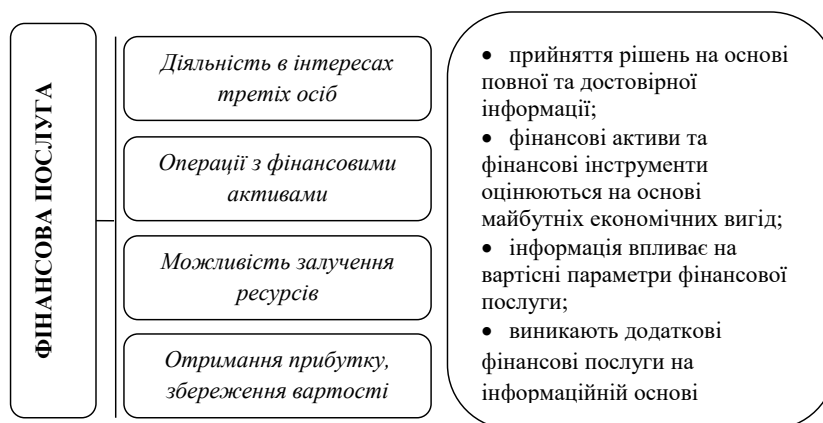 ФІНАНСОВА ПОСЛУГА
Діяльність в інтересах
третіх осіб
Операції з фінансовими
активами
Можливість залучення
ресурсів
Отримання прибутку,
збереження вартості
• прийняття рішень на основі
повної та достовірної
інформації;
• фінансові активи та
фінансові інструменти
оцінюються на основі
майбутніх економічних вигід;
• інформація впливає на
вартісні параметри фінансової
послуги;
• виникають додаткові
фінансові послуги на
інформаційній основі